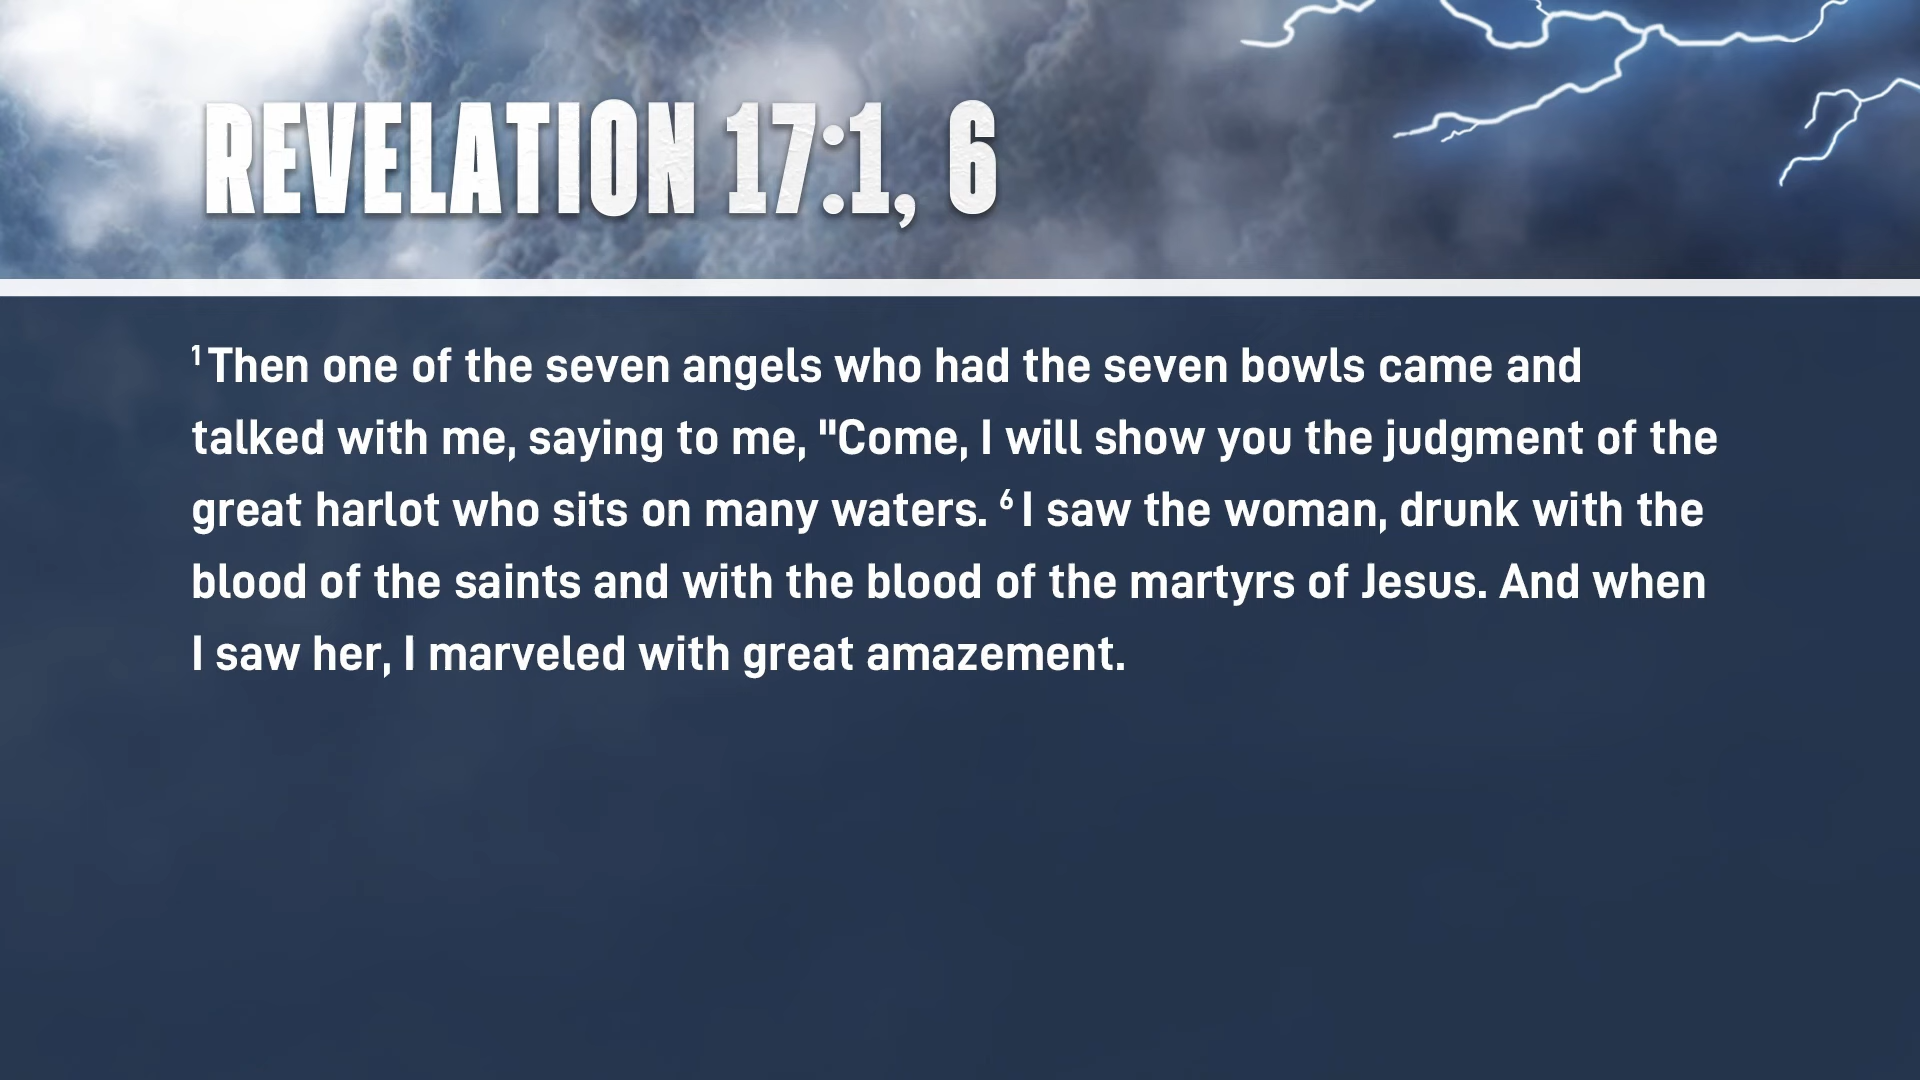 REVELATION 17:1, 6
1 Then one of the seven angels who had the seven bowls came and
talked with me, saying to me, "Come, I will show you the judgment of the
great harlot who sits on many waters. 6 I saw the woman, drunk with the
blood of the saints and with the blood of the martyrs of Jesus. And when
I saw her, I marveled with great amazement.